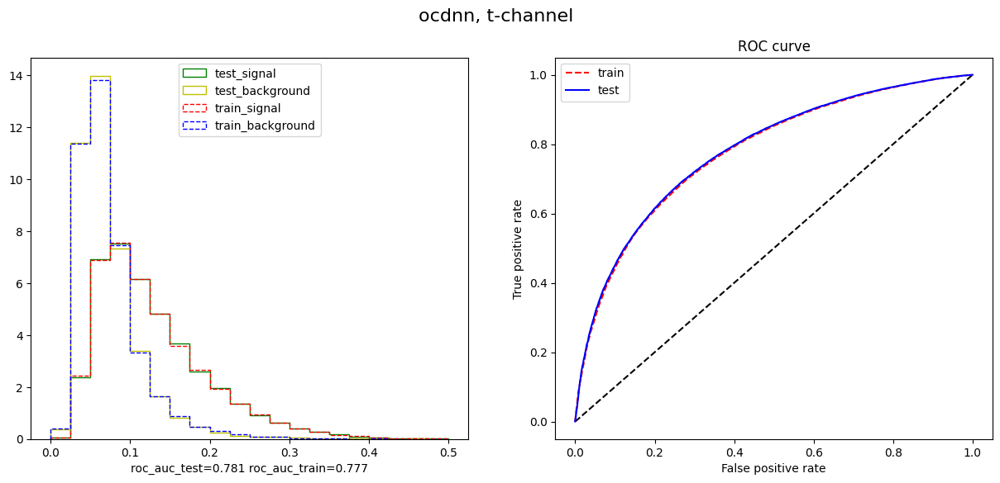 ocdnn, t-channel
14
12
10
8
6
4
2
0
0.0 0.1 0.2 0.3 0.4 0.5
roc_auc_test=0.781 roc_auc_train=0.777
test_signal
test_background
train_signal
train_background
ROC curve
train
test
True positive rate
1.0
0.8
0.6
0.4
0.2
0.0
0.0 0.2 0.4 0.6 0.8 1.0
False positive rate